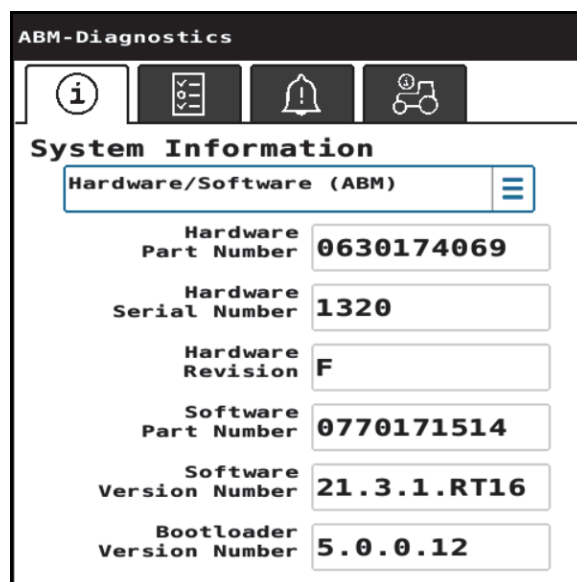 ABM-Diagnostics
System Information
Hardware/Software (ABM)
Hardware
Part Number 0630174069
Hardware
Serial Number 1320
Hardware
Revision F
Software
Part Number 0770171514
Software
Version Number 21.3.1.RT16
Bootloader
Version Number 5.0.0.12